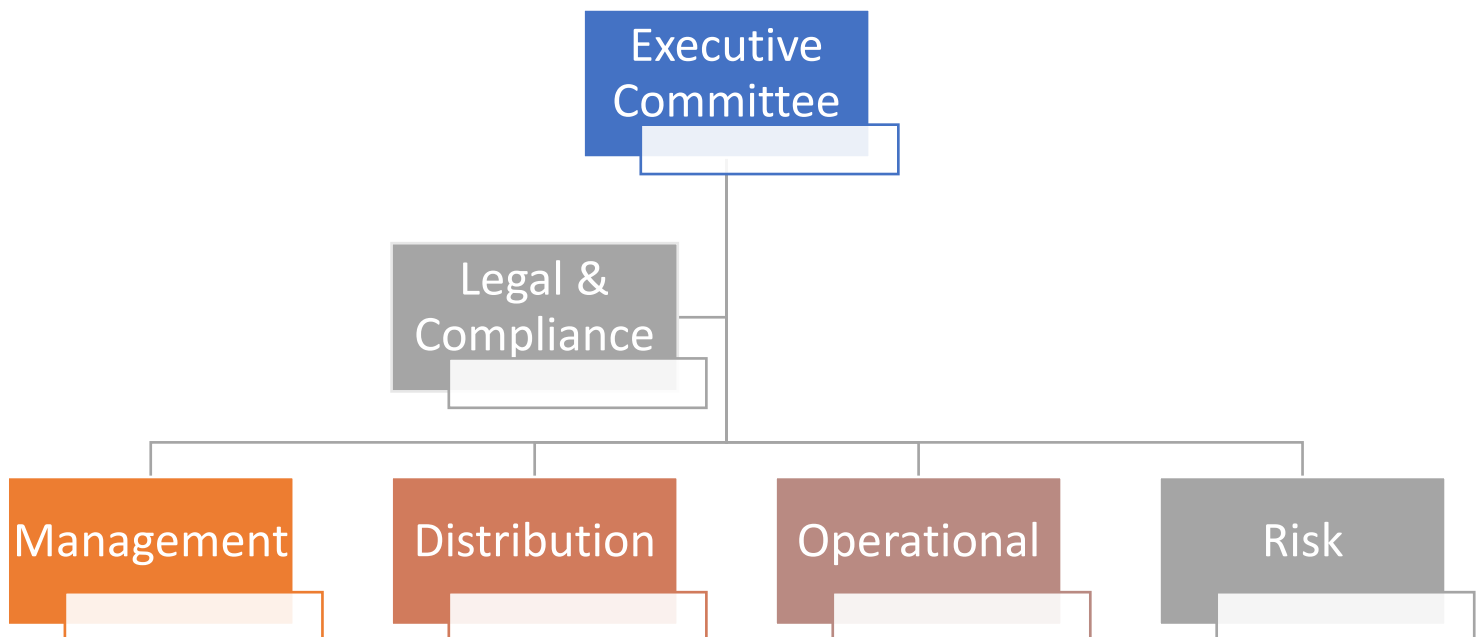 Executive
Committee
Legal &
Compliance
Management
Distribution
Operational
Risk